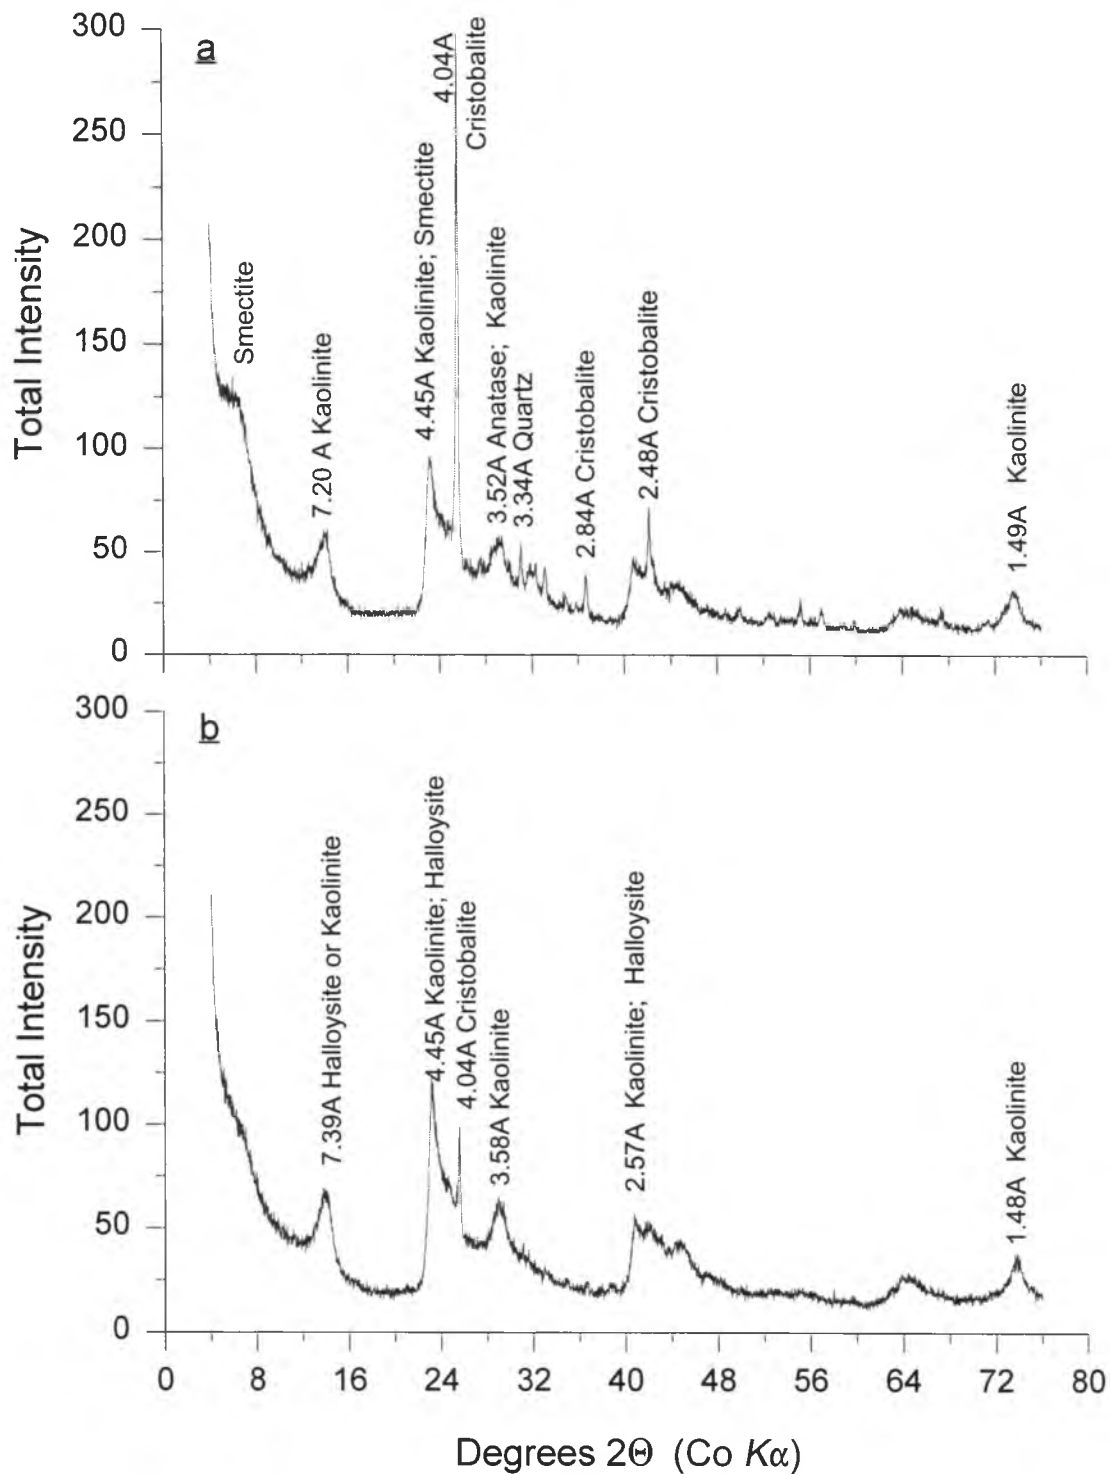 a
Total Intensity
300
250
200
150
100
50
0
Smectite
7.20 A Kaolinite
4.45A Kaolinite; Smectite
4.04A
Cristobalite
3.52A Anatase; Kaolinite
3.34A Quartz
2.84A Cristobalite
2.48A Cristobalite
1.49A Kaolinite
b
Total Intensity
300
250
200
150
100
50
0
7.39A Halloysite or Kaolinite
4.45A Kaolinite; Halloysite
4.04A Cristobalite
3.58A Kaolinite
2.57A Kaolinite; Halloysite
1.48A Kaolinite
0 8 16 24 32 40 48 56 64 72 80
Degrees 2Θ (Co Kα)